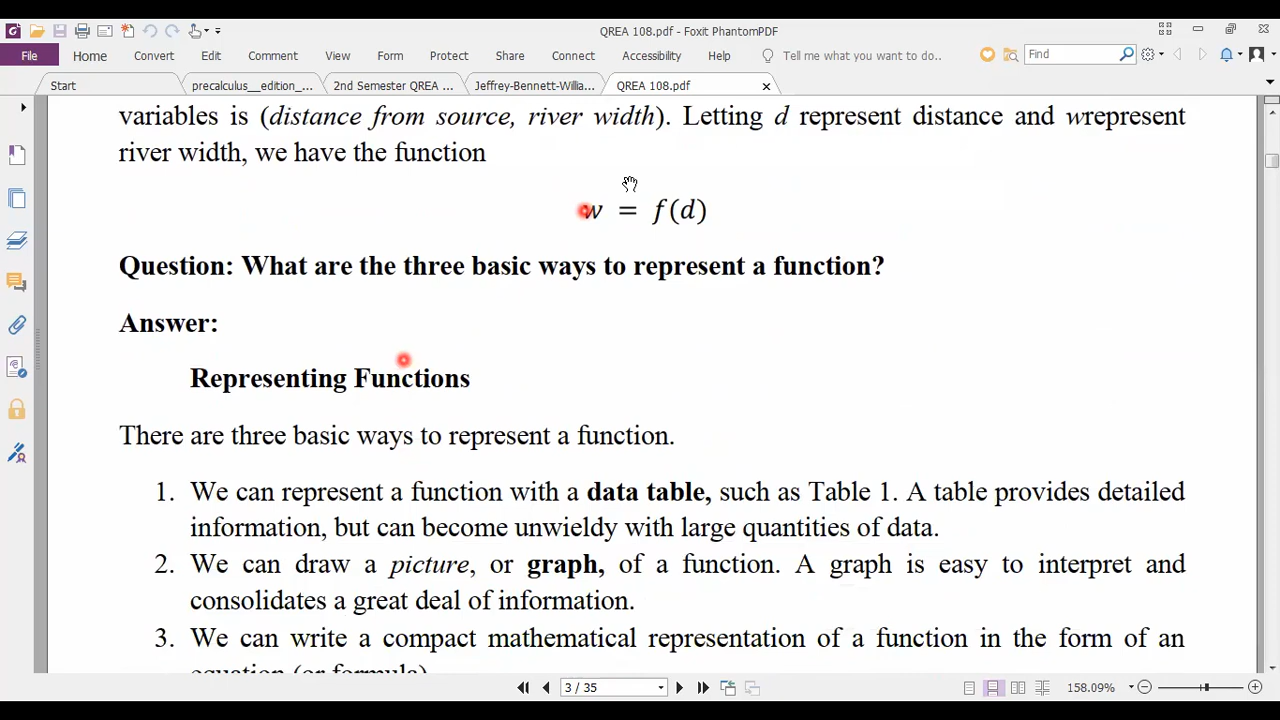 QREA 108.pdf - Foxit PhantomPDF
File Home Convert Edit Comment View Form Protect Share Connect Accessibility Help Tell me what you want to do.. Find
Start precalculus__edition_... 2nd Semester QREA ... Jeffrey-Bennett-Willia... QREA 108.pdf
variables is (distance from source, river width). Letting d represent distance and wrepresent
river width, we have the function
w = f(d)
Question: What are the three basic ways to represent a function?
Answer:
Representing Functions
There are three basic ways to represent a function.
1. We can represent a function with a data table, such as Table 1. A table provides detailed
information, but can become unwieldy with large quantities of data.
2. We can draw a picture, or graph, of a function. A graph is easy to interpret and
consolidates a great deal of information.
3. We can write a compact mathematical representation of a function in the form of an
equation (or formula)
3 / 35 158.09%